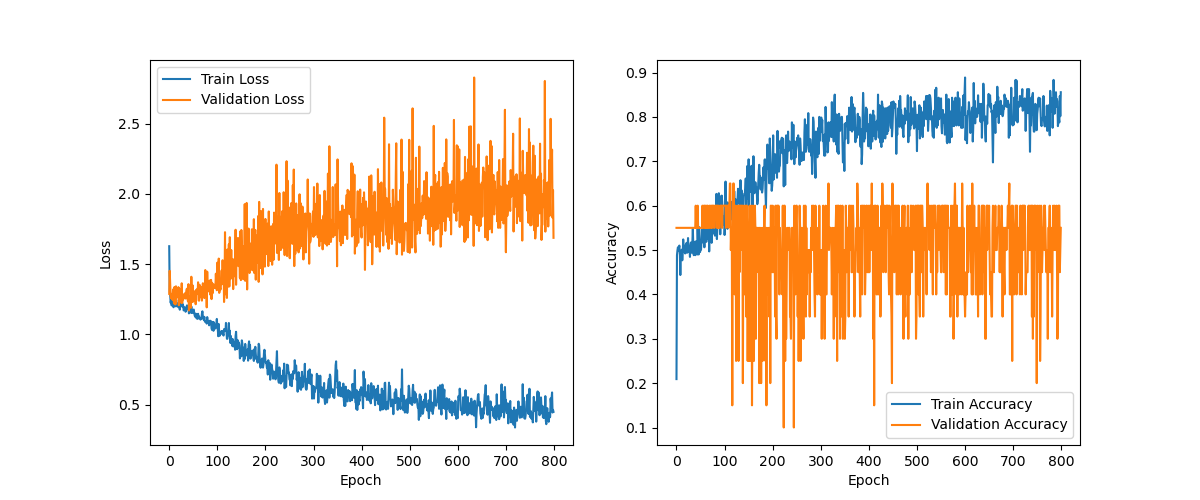 Train Loss
Validation Loss
Loss
2.5
2.0
1.5
1.0
0.5
0 100 200 300 400 500 600 700 800
Epoch
Accuracy
0.9
0.8
0.7
0.6
0.5
0.4
0.3
0.2
0.1
Train Accuracy
Validation Accuracy
0 100 200 300 400 500 600 700 800
Epoch